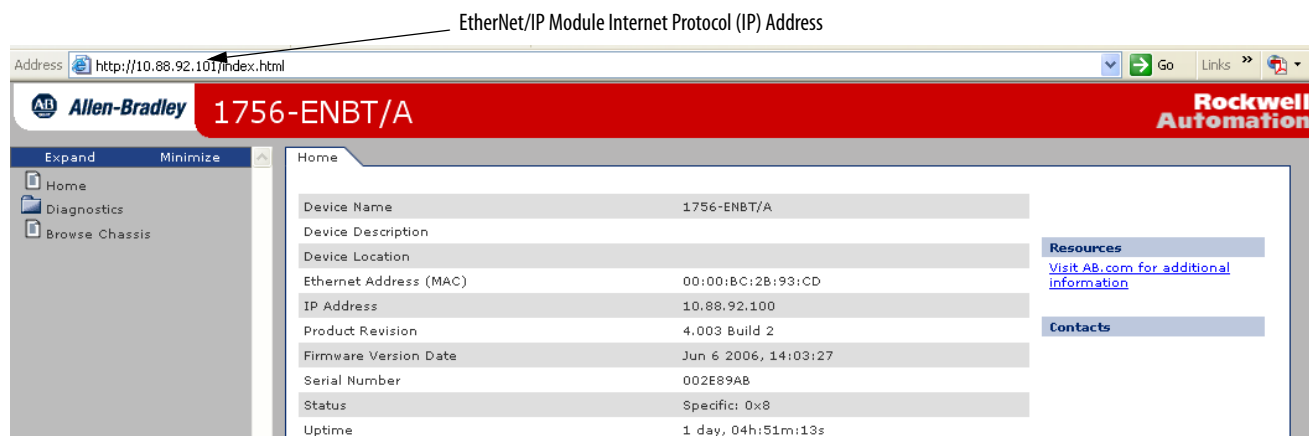 EtherNet/IP Module Internet Protocol (IP) Address
Address http://10.88.92.101/index.html Go Links »
AB Allen-Bradley 1756-ENBT/A Rockwell Automation
Expand Minimize
Home
Diagnostics
Browse Chassis
Home
Device Name 1756-ENBT/A
Device Description
Device Location
Ethernet Address (MAC) 00:00:BC:2B:93:CD
IP Address 10.88.92.100
Product Revision 4.003 Build 2
Firmware Version Date Jun 6 2006, 14:03:27
Serial Number 002E89AB
Status Specific: 0x8
Uptime 1 day, 04h:51m:13s
Resources
Visit AB.com for additional
information
Contacts